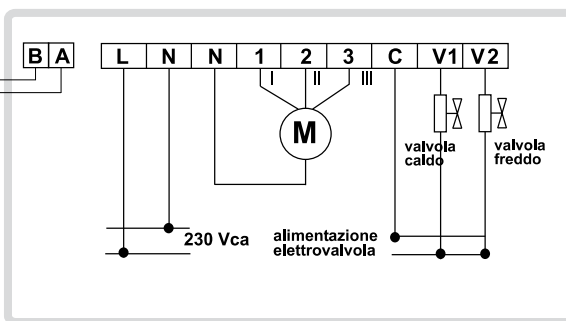 B A L N N 1 2 3 C V1 V2
I II III
M
valvola
caldo
valvola
freddo
230 Vca
alimentazione
elettrovalvola